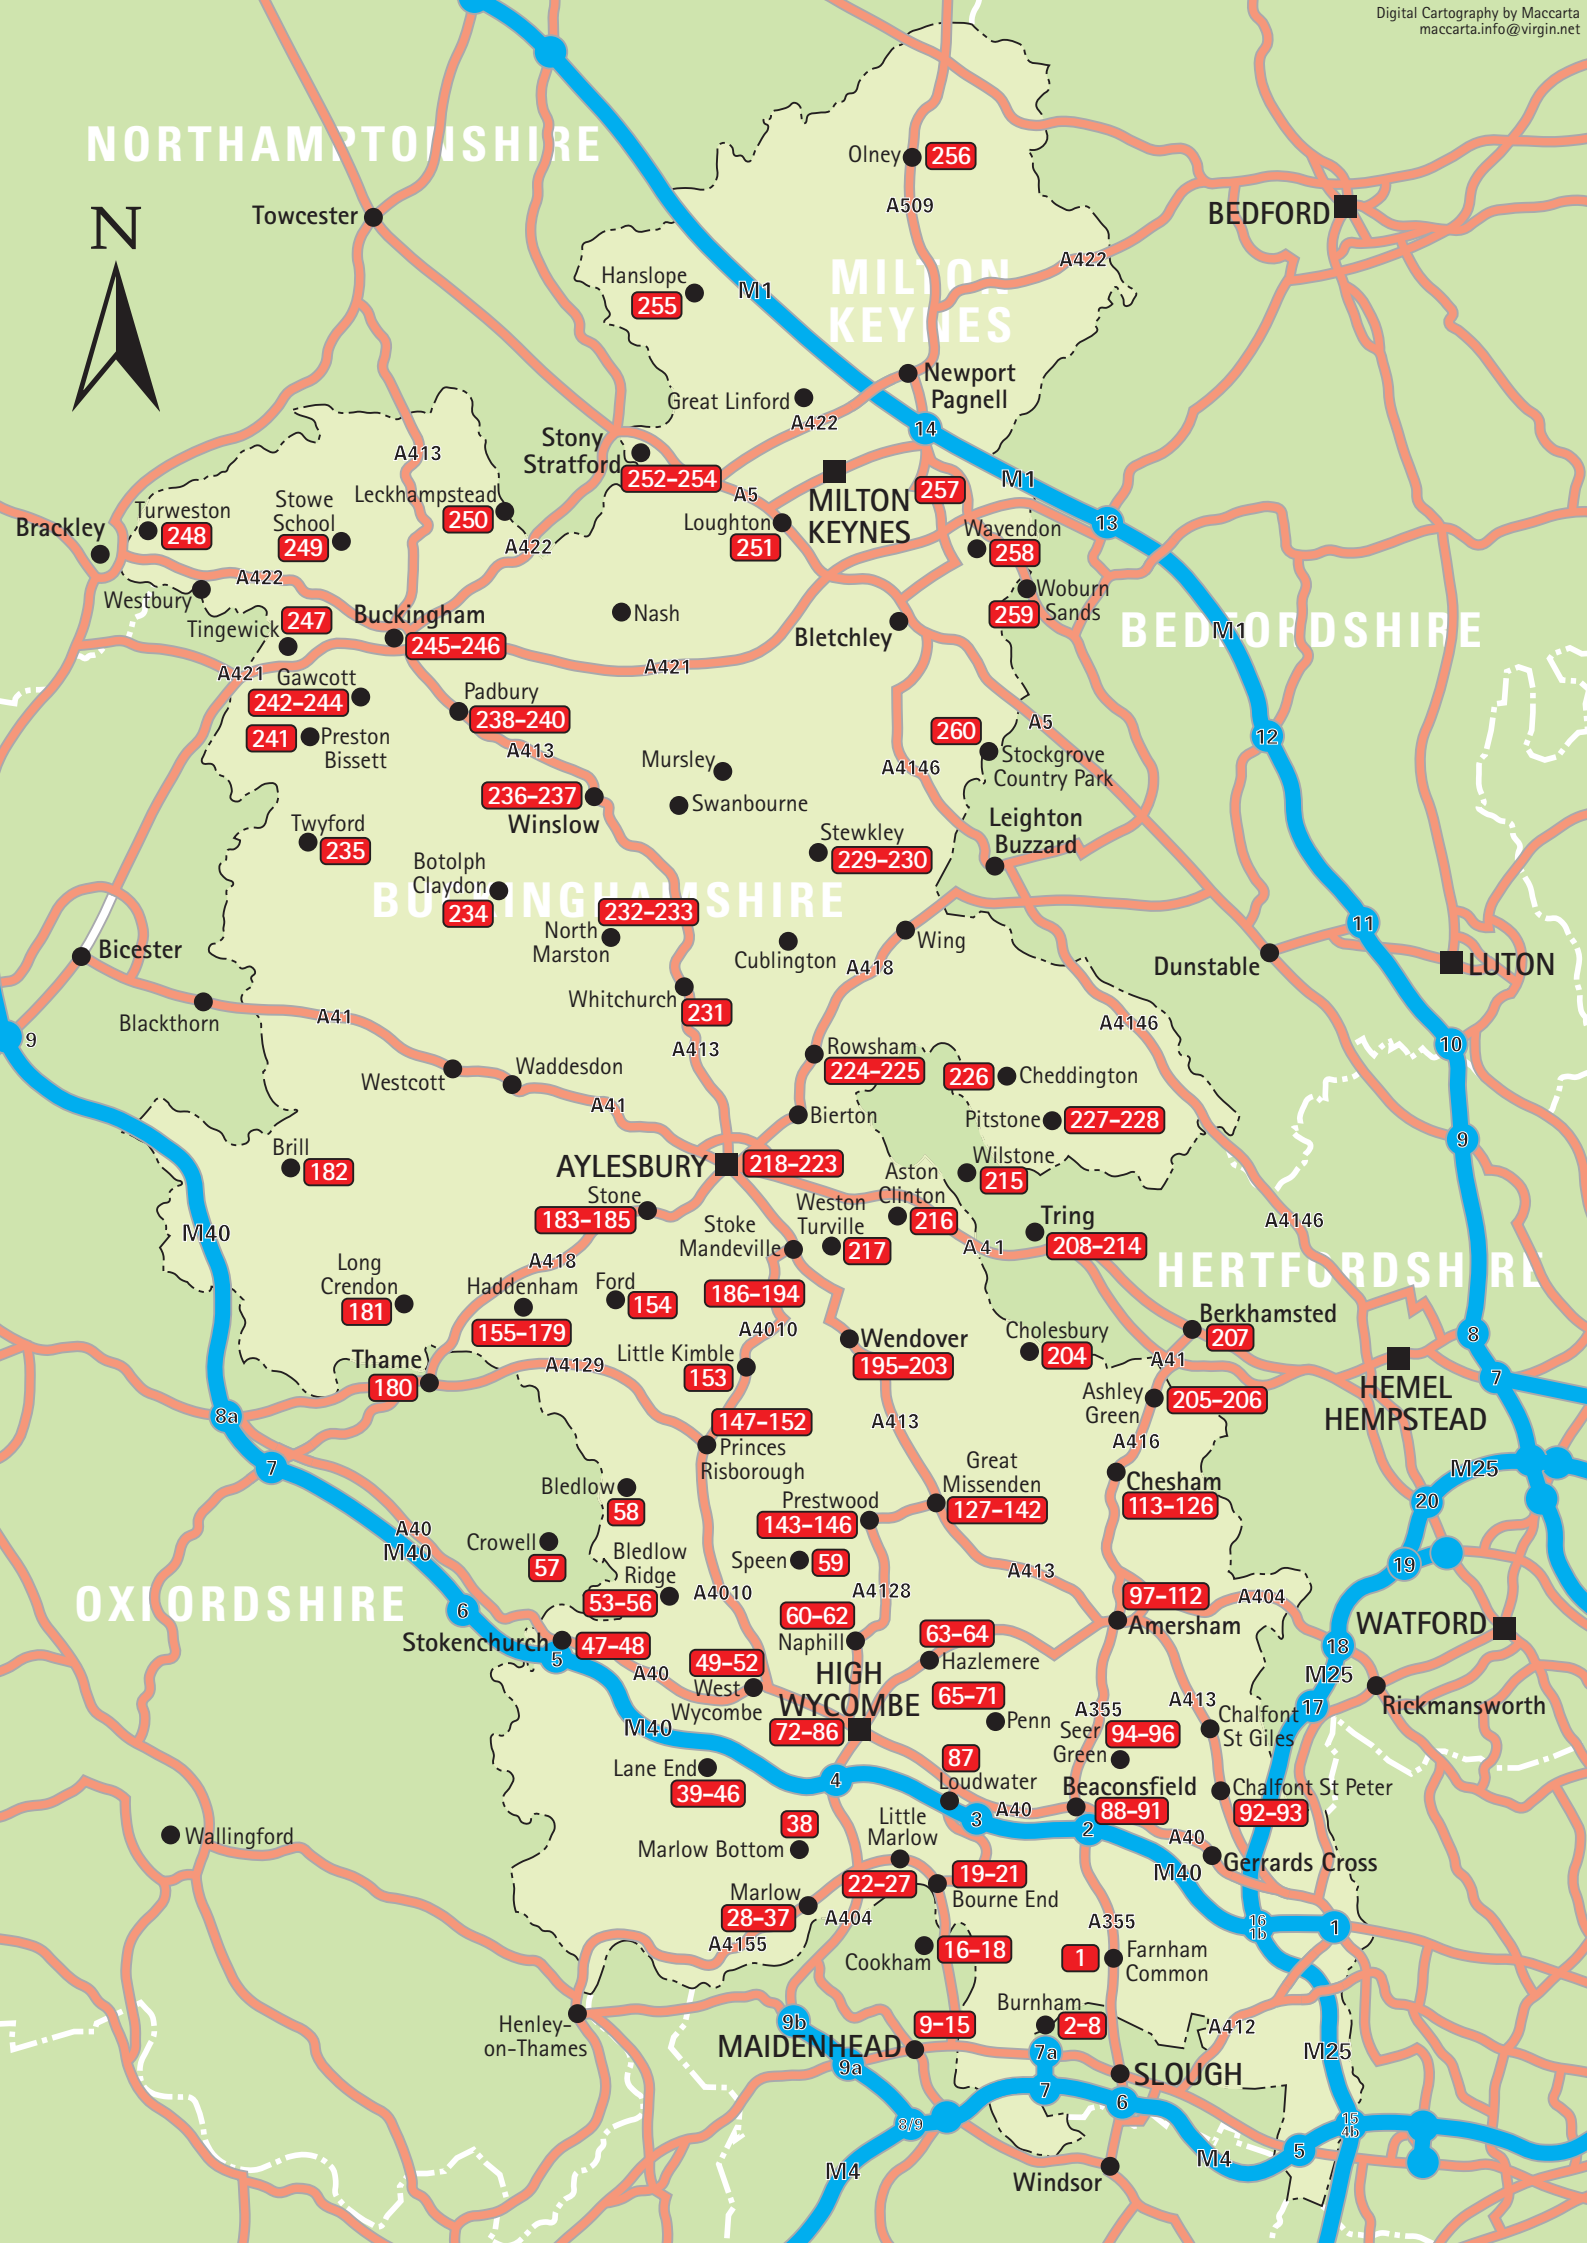 Digital Cartography by Maccarta
maccarta.info@virgin.net
NORTHAMPTONSHIRE
Olney
256
A509
Towcester
BEDFORD
N
A422
MILTON
KEYNES
Hanslope
255
M1
Newport
Pagnell
Great Linford
A422
14
Stony
Stratford
252-254
A413
A5
MILTON
KEYNES
257
M1
13
Leckhampstead
250
Stowe
School
249
Turweston
248
Brackley
A422
Loughton
251
Wavendon
258
A422
Westbury
Woburn
Sands
259
BEDFORDSHIRE
M1
Nash
Bletchley
Buckingham
245-246
Tingewick
247
A421
A421
Gawcott
242-244
Padbury
238-240
241
Preston
Bissett
A413
A5
12
260
Stockgrove
Country Park
A4146
Mursley
Swanbourne
236-237
Winslow
Leighton
Buzzard
Twyford
235
Stewkley
229-230
Botolph
Claydon
234
BUCKINGHAMSHIRE
232-233
North
Marston
Cublington
Wing
A418
11
Dunstable
LUTON
Bicester
Blackthorn
A41
9
Whitchurch
231
A413
A4146
10
Rowsham
224-225
226
Cheddington
Westcott
Waddesdon
A41
Bierton
Pitstone
227-228
9
Brill
182
AYLESBURY
218-223
Wilstone
215
Aston
Clinton
216
Stone
183-185
Weston
Turville
217
Stoke
Mandeville
186-194
Tring
208-214
A4146
A41
M40
A418
HERTFORDSHIRE
Long
Crendon
181
Haddenham
155-179
Ford
154
A4010
Wendover
195-203
Cholesbury
204
Berkhamsted
207
8
Thame
180
A4129
Little Kimble
153
A41
HEMEL
HEMPSTEAD
7
Ashley
Green
205-206
8a
147-152
Princes
Risborough
A413
A416
7
Great
Missenden
127-142
Chesham
113-126
M25
20
Bledlow
58
Prestwood
143-146
A40
M40
Crowell
57
Bledlow
Ridge
53-56
Speen
59
A4010
A4128
A413
19
OXFORDSHIRE
6
97-112
Amersham
A404
WATFORD
60-62
Naphill
63-64
Hazlemere
18
M25
Stokenchurch
47-48
5
A40
49-52
West
Wycombe
HIGH
WYCOMBE
72-86
65-71
Penn
17
Rickmansworth
M40
A355
A413
Seer
Green
94-96
Chalfont
St Giles
Lane End
39-46
4
87
Loudwater
3
A40
Beaconsfield
88-91
2
Chalfont St Peter
92-93
A40
Gerrards Cross
Wallingford
38
Marlow Bottom
Little
Marlow
22-27
19-21
Bourne End
M40
Marlow
28-37
A404
A4155
A355
16
1b
1
Cookham
16-18
1
Farnham
Common
Henley-
on-Thames
9b
9-15
MAIDENHEAD
9a
Burnham
2-8
7a
A412
M25
SLOUGH
7
6
8/9
15
4b
M4
5
M4
Windsor